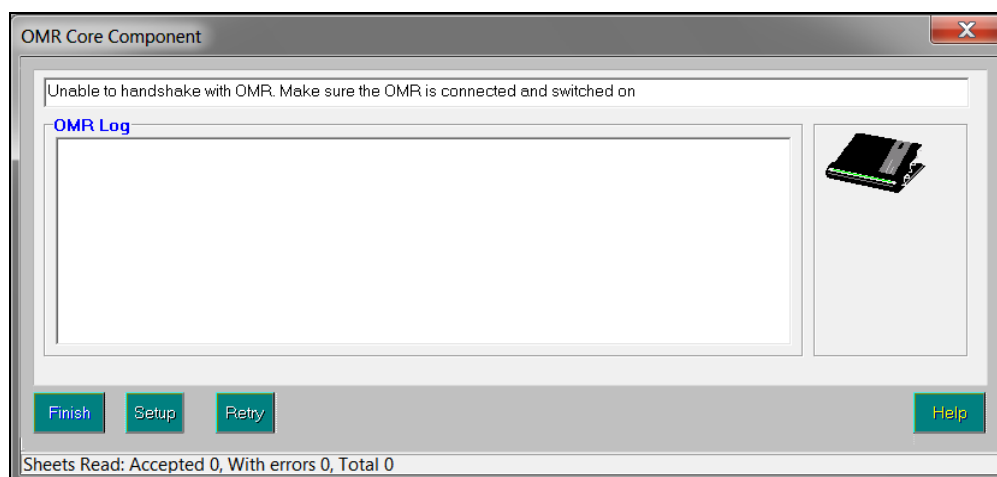 OMR Core Component
Unable to handshake with OMR. Make sure the OMR is connected and switched on
OMR Log
Finish Setup Retry Help
Sheets Read: Accepted 0, With errors 0, Total 0